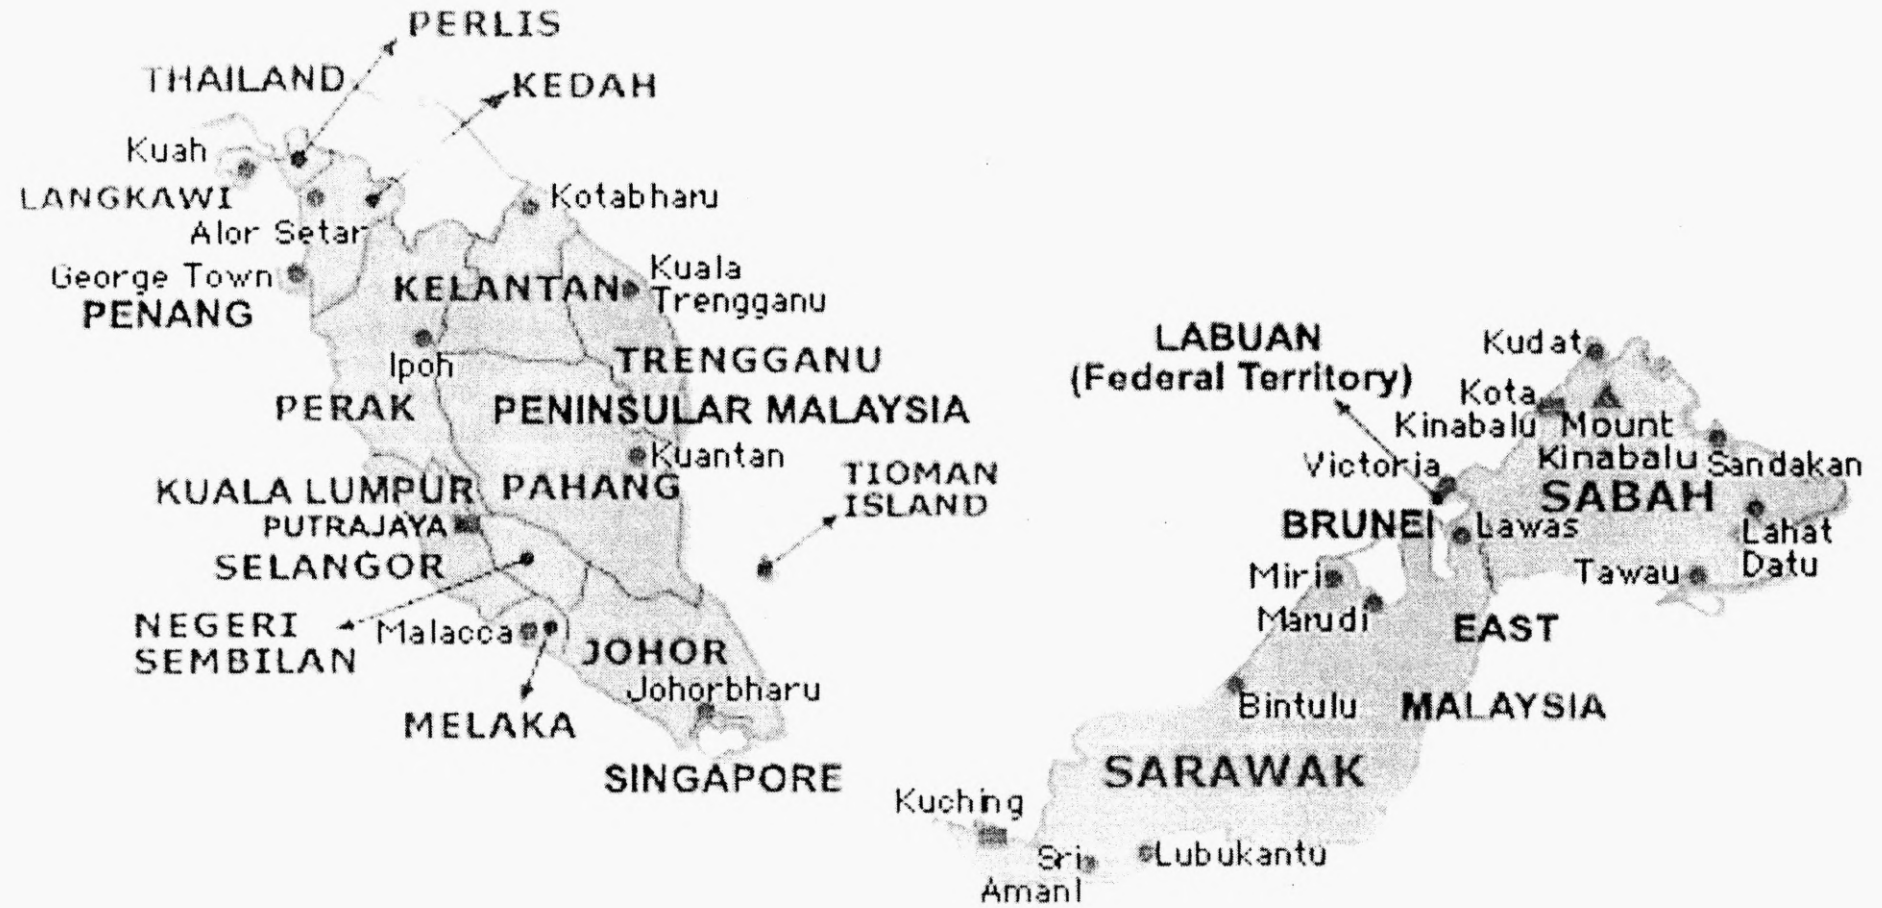 PERLIS
THAILAND
KEDAH
Kuah
LANGKAWI
Alor Setar
Kotabharu
George Town
PENANG
KELANTAN
Kuala
Trengganu
Ipoh
TRENGGANU
PERAK
PENINSULAR MALAYSIA
Kuantan
KUALA LUMPUR
PAHANG
TIOMAN
ISLAND
PUTRAJAYA
SELANGOR
NEGERI
SEMBILAN
Malacca
JOHOR
Johorbharu
MELAKA
SINGAPORE
LABUAN
(Federal Territory)
Kudat
Kota
Kinabalu
Mount
Kinabalu
Victoria
Sandakan
SABAH
BRUNEI
Lawas
Lahat
Datu
Miri
Tawau
Marudi
EAST
MALAYSIA
Bintulu
SARAWAK
Kuching
Sri
AmanI
Lubukantu